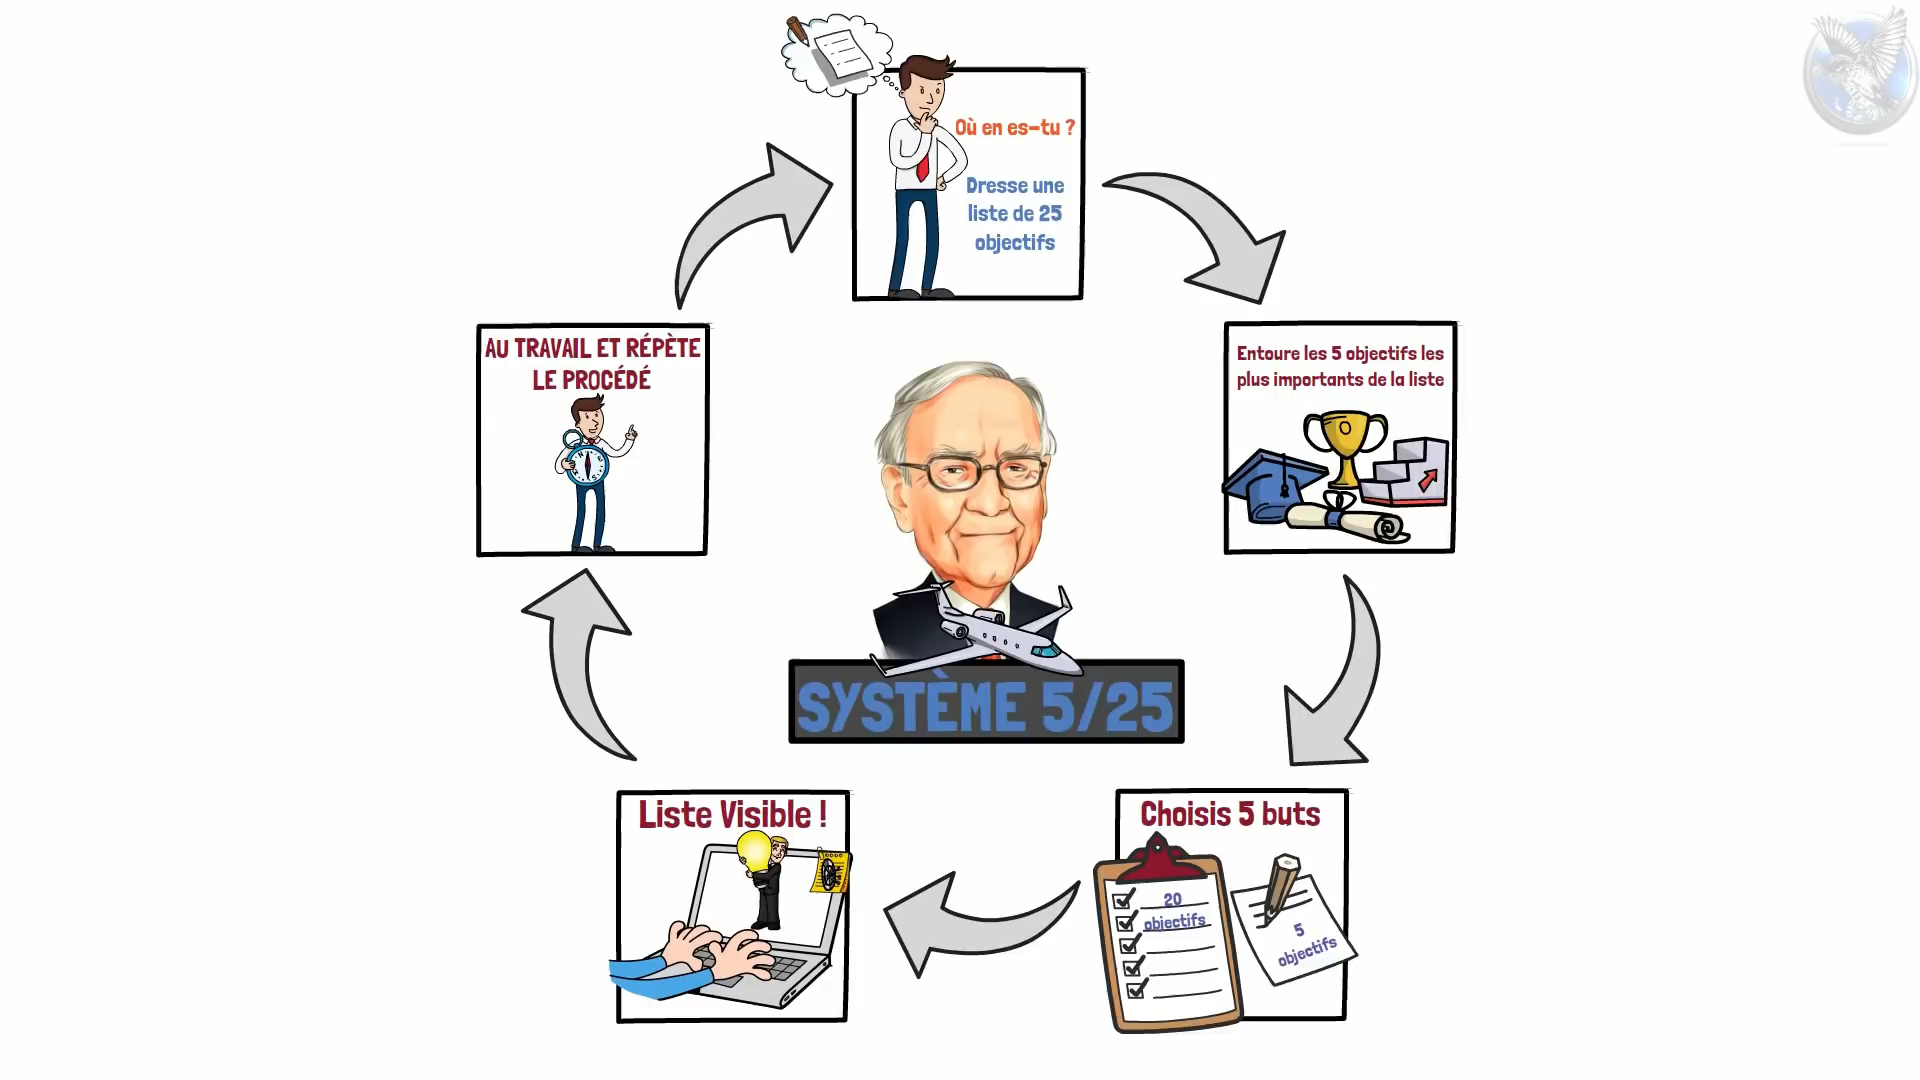 Où en es-tu ?
Dresse une
liste de 25
objectifs
Entoure les 5 objectifs les
plus importants de la liste
Choisis 5 buts
20
objectifs
5
objectifs
Liste Visible !
AU TRAVAIL ET RÉPÈTE
LE PROCÉDÉ
SYSTÈME 5/25